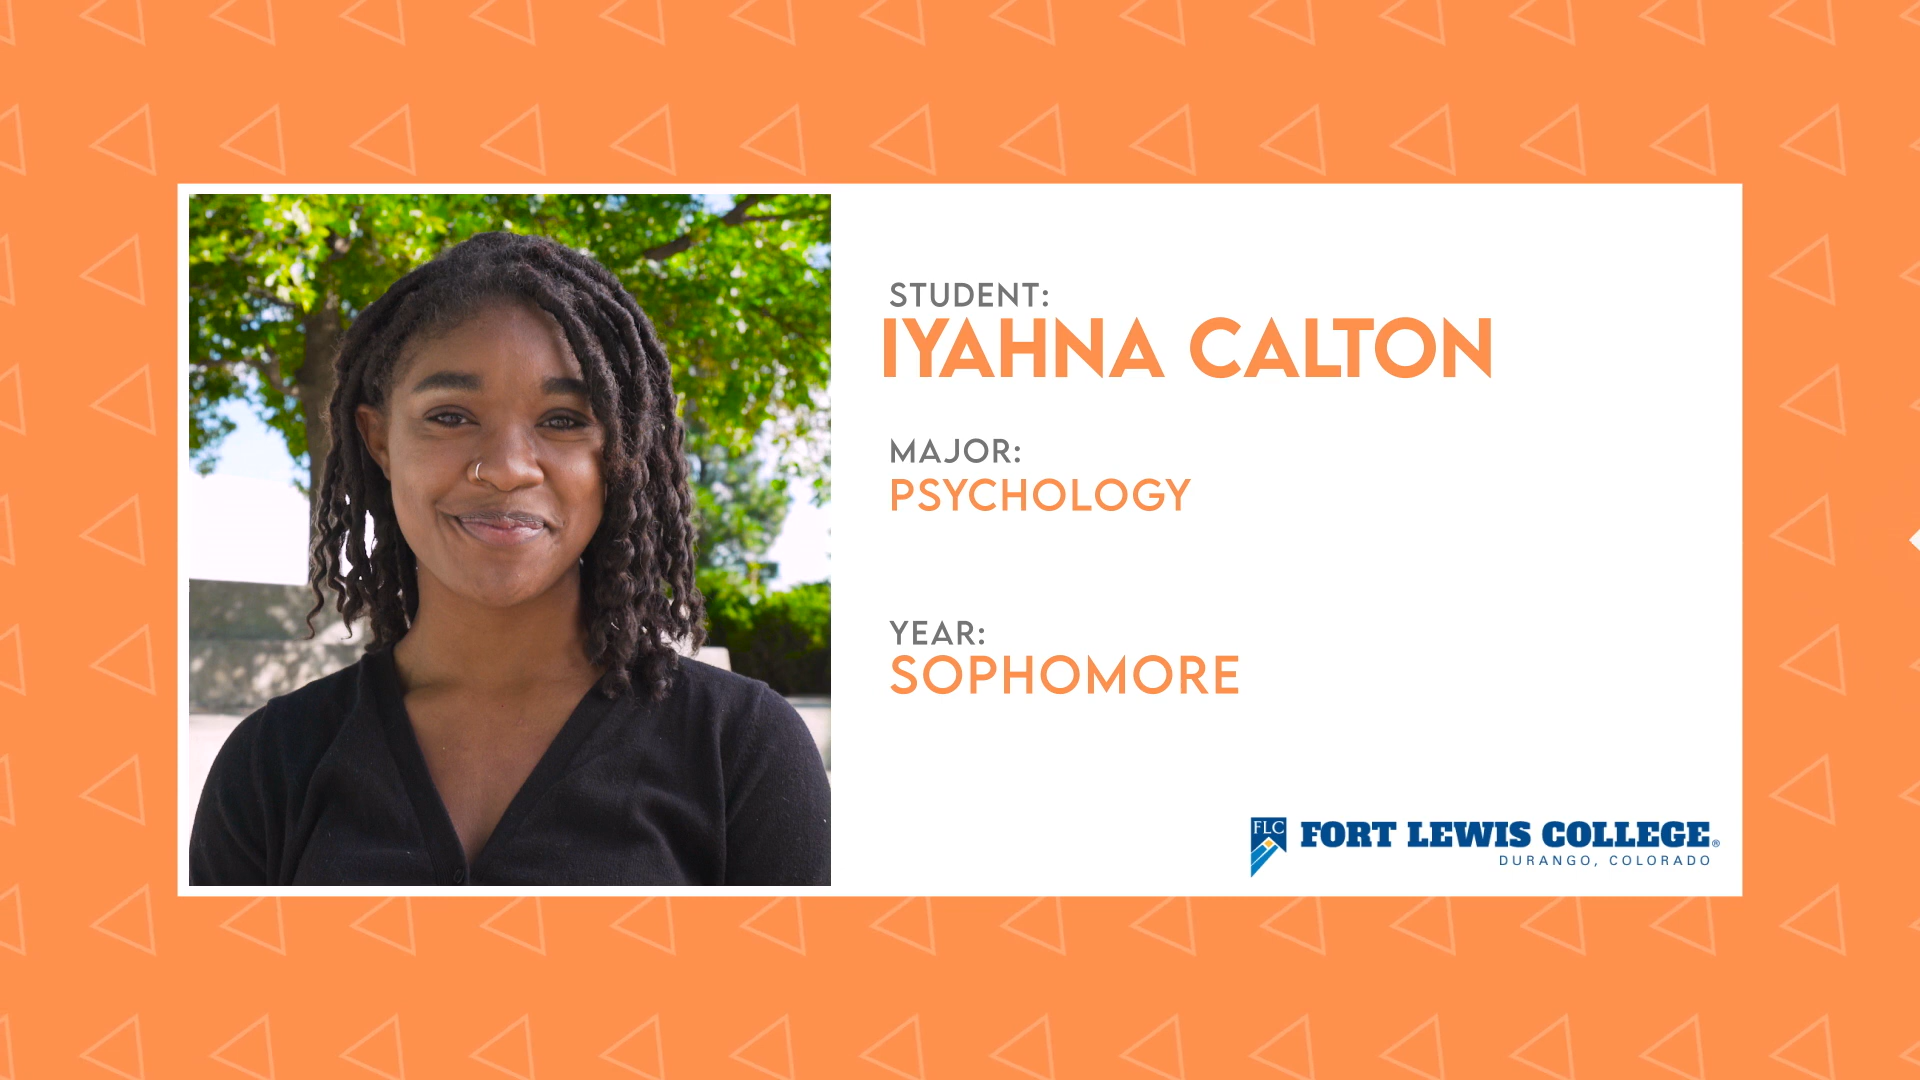 STUDENT:
IYAHNA CALTON
MAJOR:
PSYCHOLOGY
YEAR:
SOPHOMORE
FLC FORT LEWIS COLLEGE®
DURANGO, COLORADO